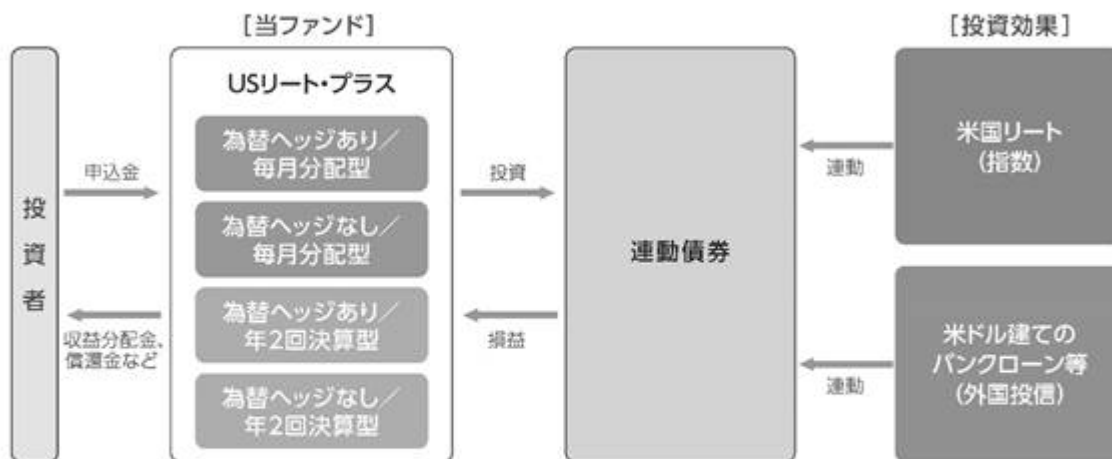 [当ファンド]
[投資効果]
投資者
申込金
収益分配金、
償還金など
USリート・プラス
為替ヘッジあり／
毎月分配型
為替ヘッジなし／
毎月分配型
為替ヘッジあり／
年2回決算型
為替ヘッジなし／
年2回決算型
投資
損益
連動債券
連動
連動
米国リート
(指数)
米ドル建ての
バンクローン等
(外国投信)